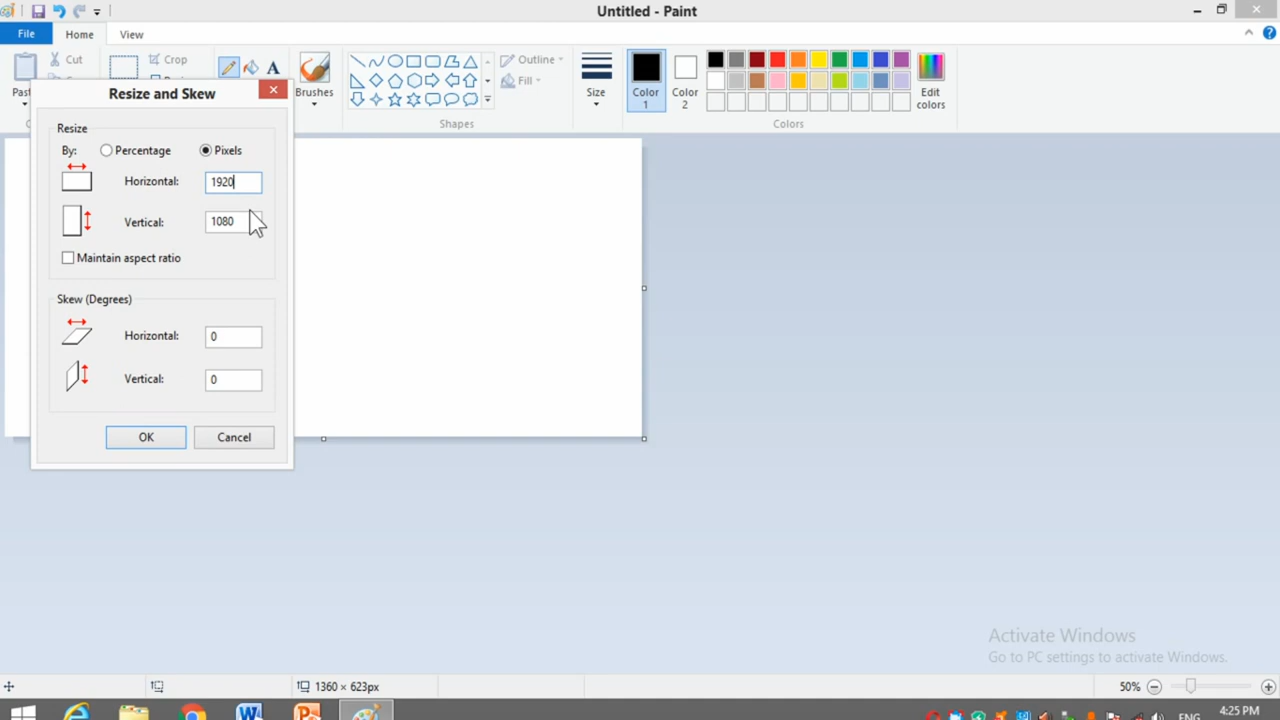 Untitled - Paint
File
Home
View
Cut
Crop
Outline
Fill
Brushes
Size
Color
1
Color
2
Edit
colors
Shapes
Colors
Resize and Skew
Resize
By:
Percentage
Pixels
Horizontal:
1920
Vertical:
1080
Maintain aspect ratio
Skew (Degrees)
Horizontal:
0
Vertical:
0
OK
Cancel
Activate Windows
Go to PC settings to activate Windows.
1360 × 623px
50%
ENG
4:25 PM